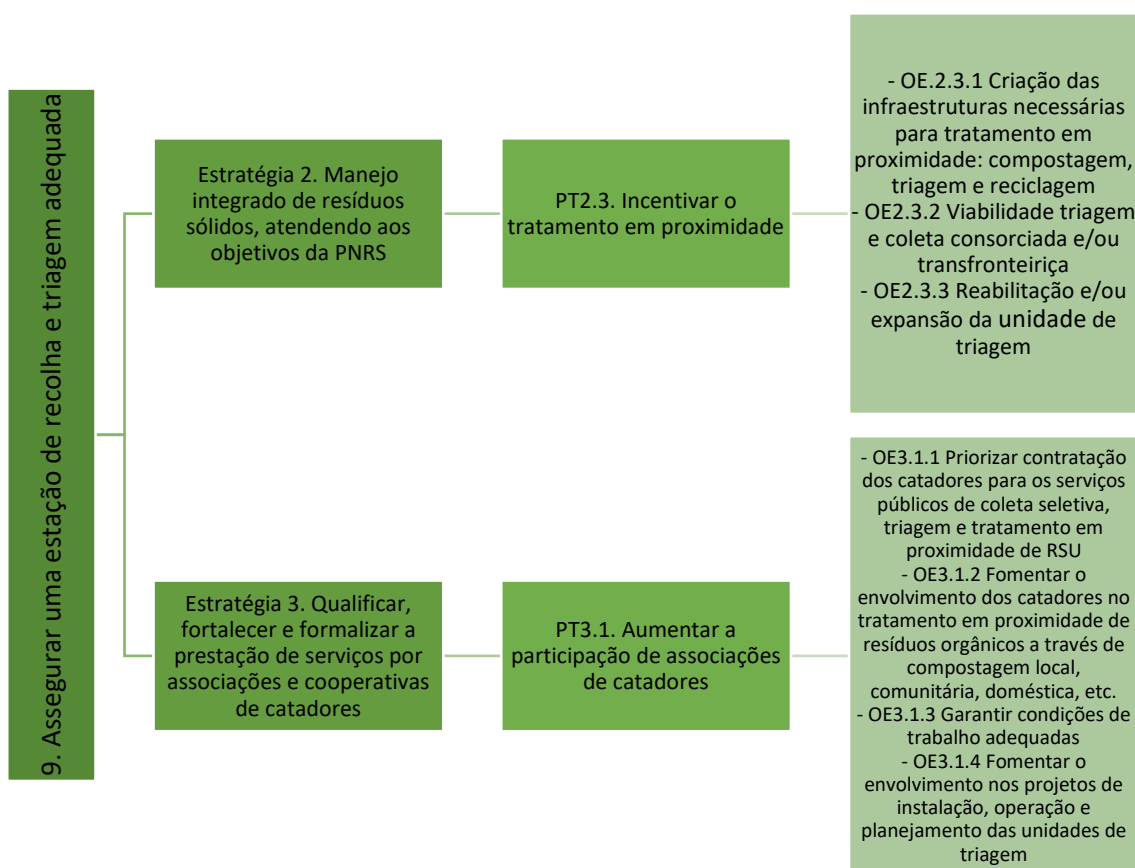 9. Assegurar uma estação de recolha e triagem adequada
Estratégia 2. Manejo
integrado de resíduos
sólidos, atendendo aos
objetivos da PNRS
PT2.3. Incentivar o
tratamento em proximidade
- OE.2.3.1 Criação das
infraestruturas necessárias
para tratamento em
proximidade: compostagem,
triagem e reciclagem
- OE2.3.2 Viabilidade triagem
e coleta consorciada e/ou
transfronteiriça
- OE2.3.3 Reabilitação e/ou
expansão da unidade de
triagem
Estratégia 3. Qualificar,
fortalecer e formalizar a
prestação de serviços por
associações e cooperativas
de catadores
PT3.1. Aumentar a
participação de associações
de catadores
- OE3.1.1 Priorizar contratação
dos catadores para os serviços
públicos de coleta seletiva,
triagem e tratamento em
proximidade de RSU
- OE3.1.2 Fomentar o
envolvimento dos catadores no
tratamento em proximidade de
resíduos orgânicos a través de
compostagem local,
comunitária, doméstica, etc.
- OE3.1.3 Garantir condições de
trabalho adequadas
- OE3.1.4 Fomentar o
envolvimento nos projetos de
instalação, operação e
planejamento das unidades de
triagem